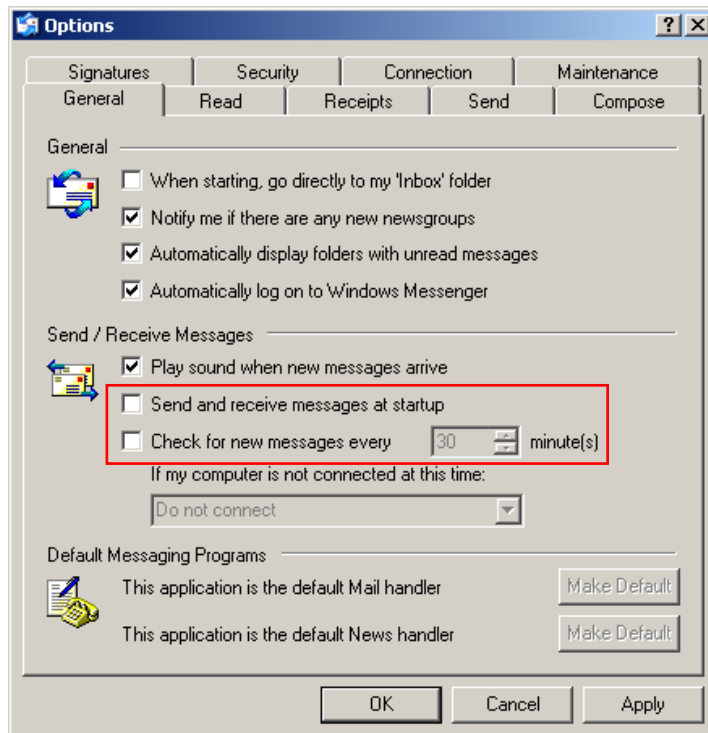 Options
Signatures Security Connection Maintenance
General Read Receipts Send Compose
General
When starting, go directly to my 'Inbox' folder
Notify me if there are any new newsgroups
Automatically display folders with unread messages
Automatically log on to Windows Messenger
Send / Receive Messages
Play sound when new messages arrive
Send and receive messages at startup
Check for new messages every 30 minute(s)
If my computer is not connected at this time:
Do not connect
Default Messaging Programs
This application is the default Mail handler Make Default
This application is the default News handler Make Default
OK Cancel Apply